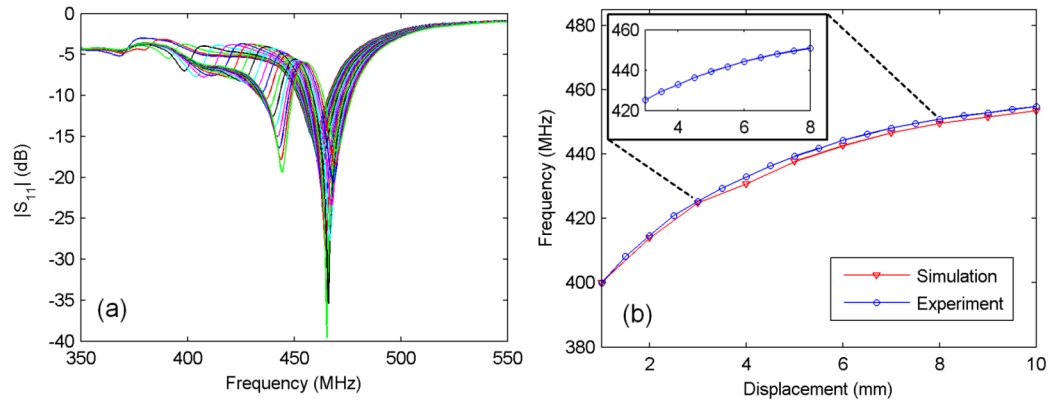 0
-5
-10
-15
-20
-25
-30
-35
-40
|S11| (dB)
(a)
350 400 450 500 550
Frequency (MHz)
480
460
440
420
400
380
Frequency (MHz)
460
440
420
4 6 8
Simulation
Experiment
(b)
2 4 6 8 10
Displacement (mm)